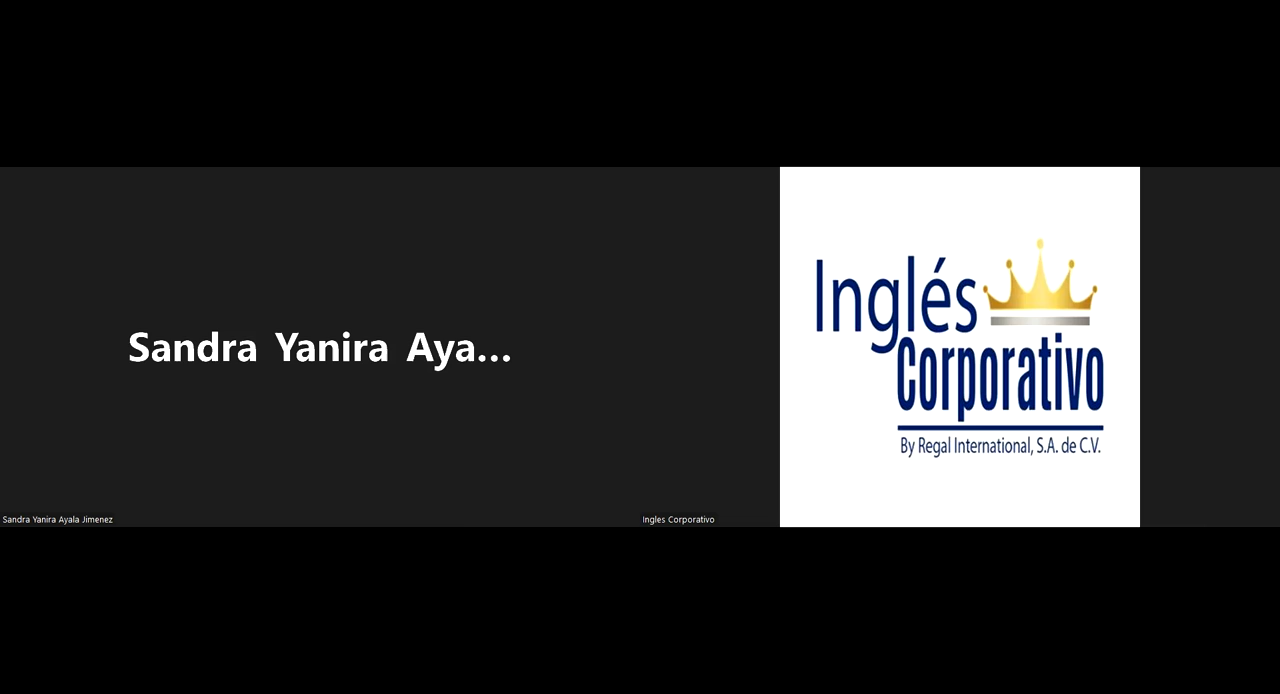 Sandra Yanira Aya...
Inglés
Corporativo
By Regal International, S.A. de C.V.
Sandra Yanira Ayala Jimenez
Ingles Corporativo